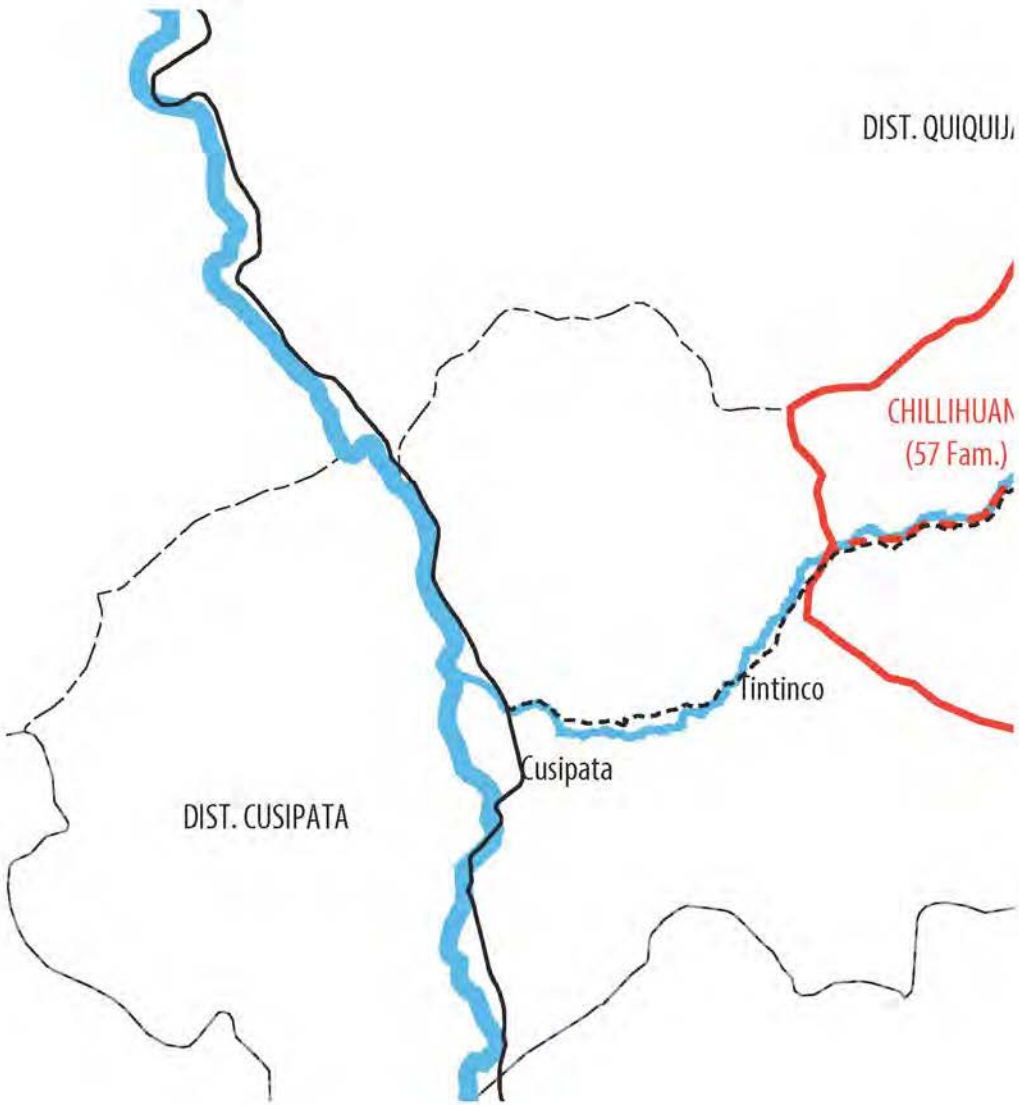 DIST. QUIQUIJ
CHILLIHUAN
(57 Fam.)
Tintinco
Cusipata
DIST. CUSIPATA